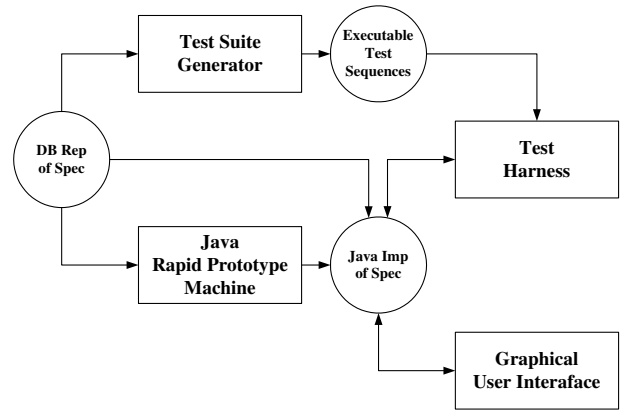 Test Suite
Generator
Executable
Test
Sequences
DB Rep
of Spec
Test
Harness
Java
Rapid Prototype
Machine
Java Imp
of Spec
Graphical
User Interaface